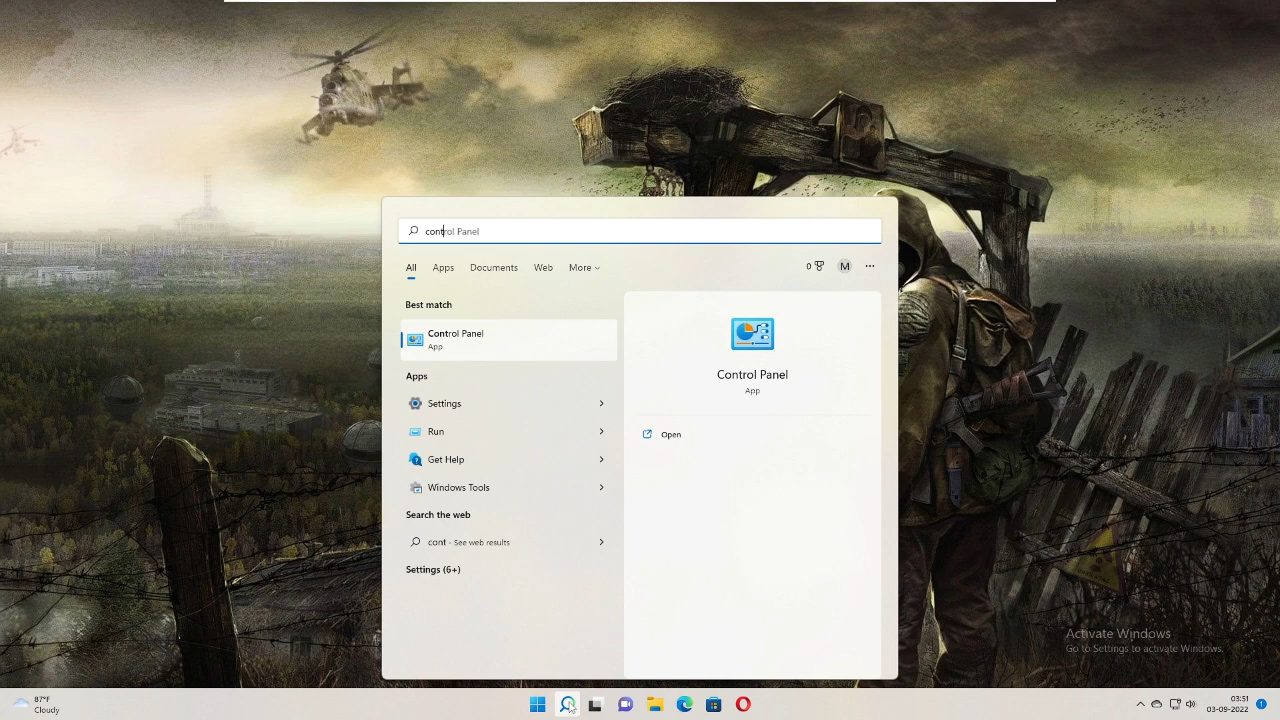 control Panel
All Apps Documents Web More
0 M ...
Best match
Control Panel
App
Apps
Settings
Run
Get Help
Windows Tools
Search the web
cont - See web results
Settings (6+)
Control Panel
App
Open
Activate Windows
Go to Settings to activate Windows.
87°F
Cloudy
03:51
03-09-2022
1